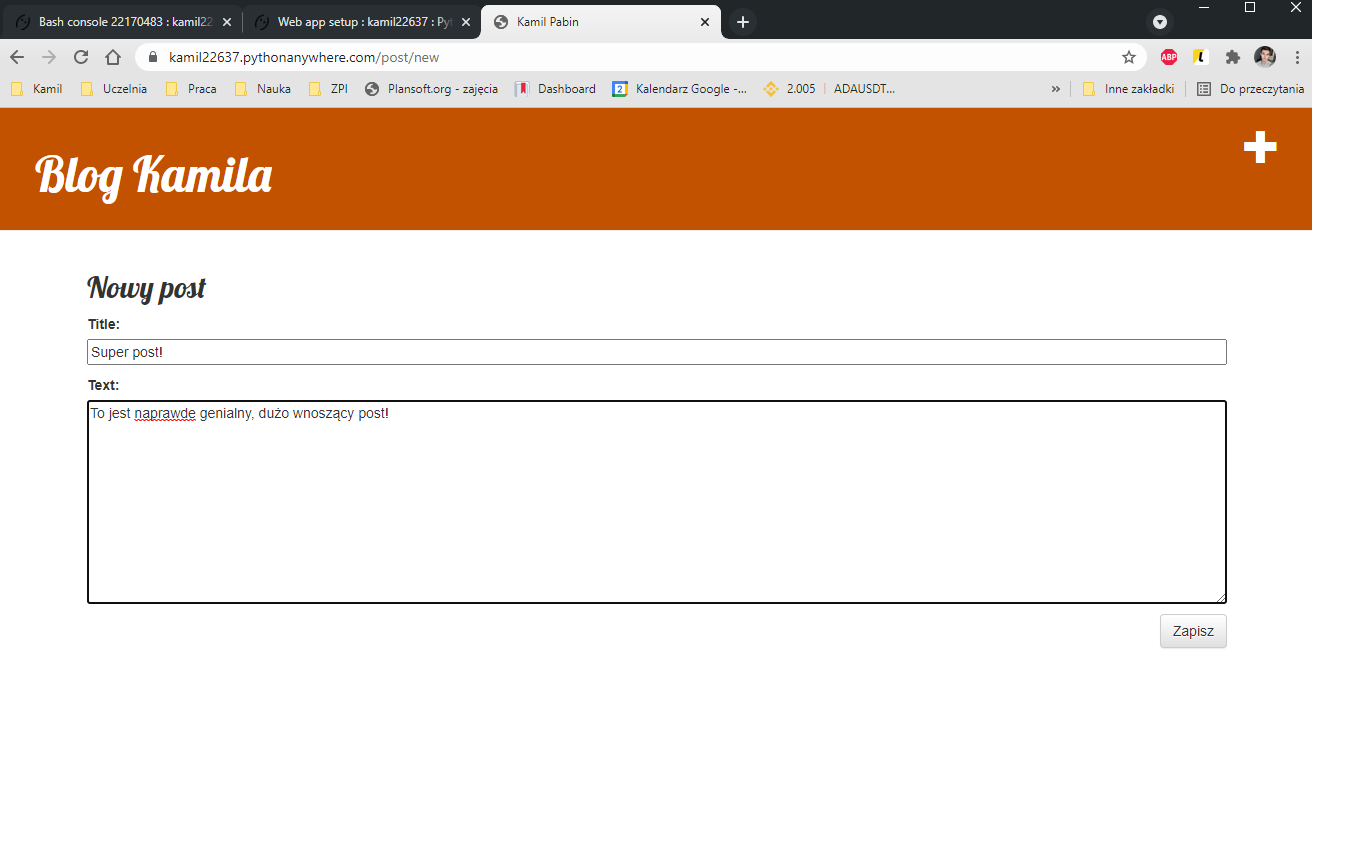 Bash console 22170483 : kamil22
Web app setup : kamil22637 : Pyt
Kamil Pabin
kamil22637.pythonanywhere.com/post/new
ABP
Kamil
Uczelnia
Praca
Nauka
ZPI
Plansoft.org - zajęcia
Dashboard
2
Kalendarz Google -...
2.005
ADAUSDT...
»
Inne zakładki
Do przeczytania
Blog Kamila
Nowy post
Title:
Super post!
Text:
To jest naprawde genialny, dużo wnoszący post!
Zapisz